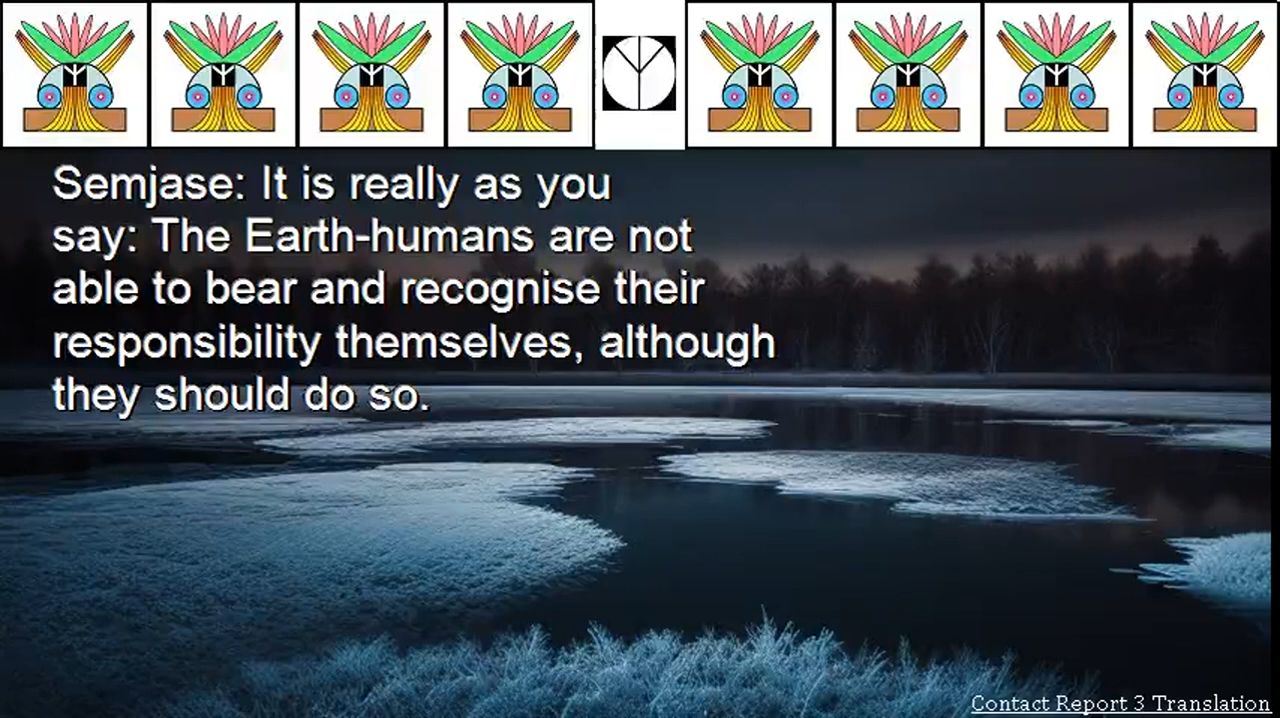 Semjase: It is really as you
say: The Earth-humans are not
able to bear and recognise their
responsibility themselves, although
they should do so.
Contact Report 3 Translation